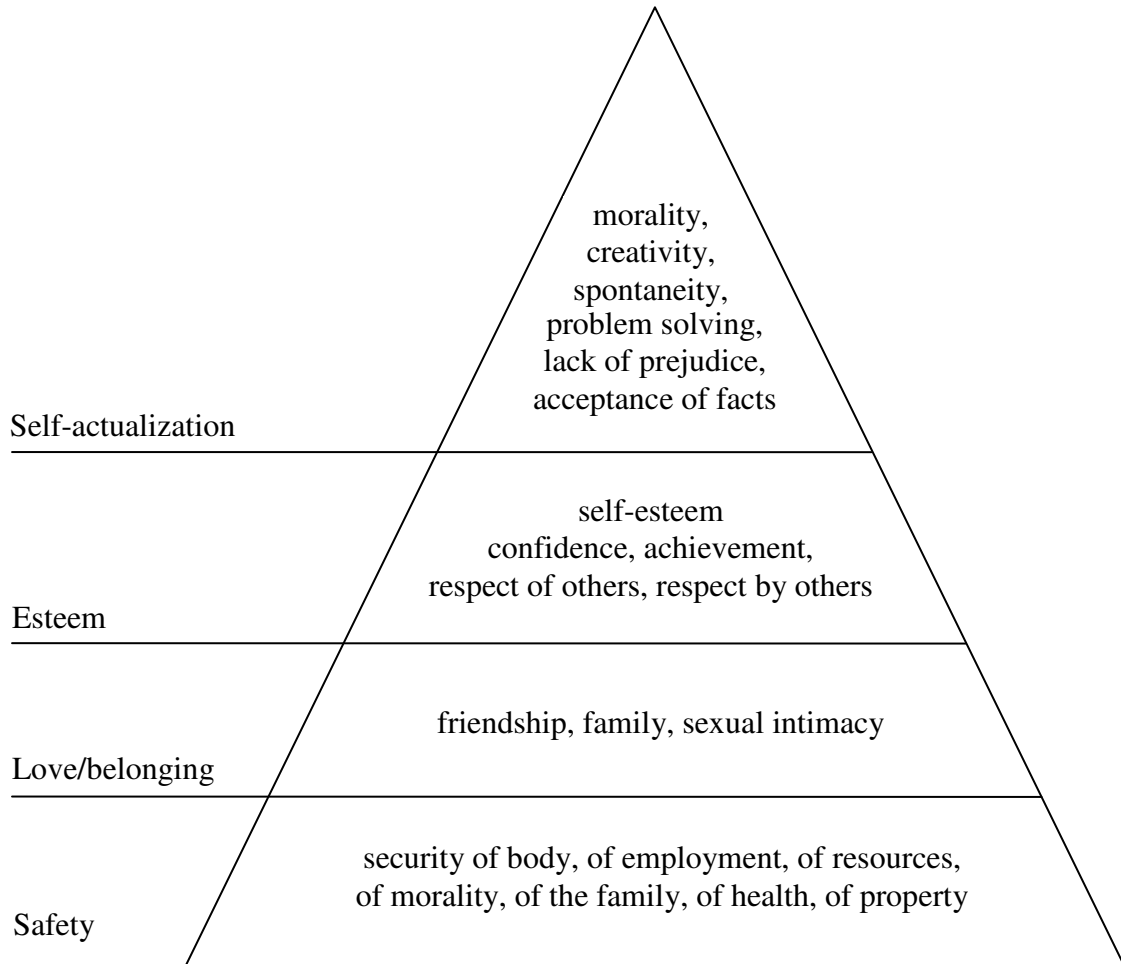 morality,
creativity,
spontaneity,
problem solving,
lack of prejudice,
acceptance of facts
Self-actualization
self-esteem
confidence, achievement,
respect of others, respect by others
Esteem
friendship, family, sexual intimacy
Love/belonging
security of body, of employment, of resources,
of morality, of the family, of health, of property
Safety